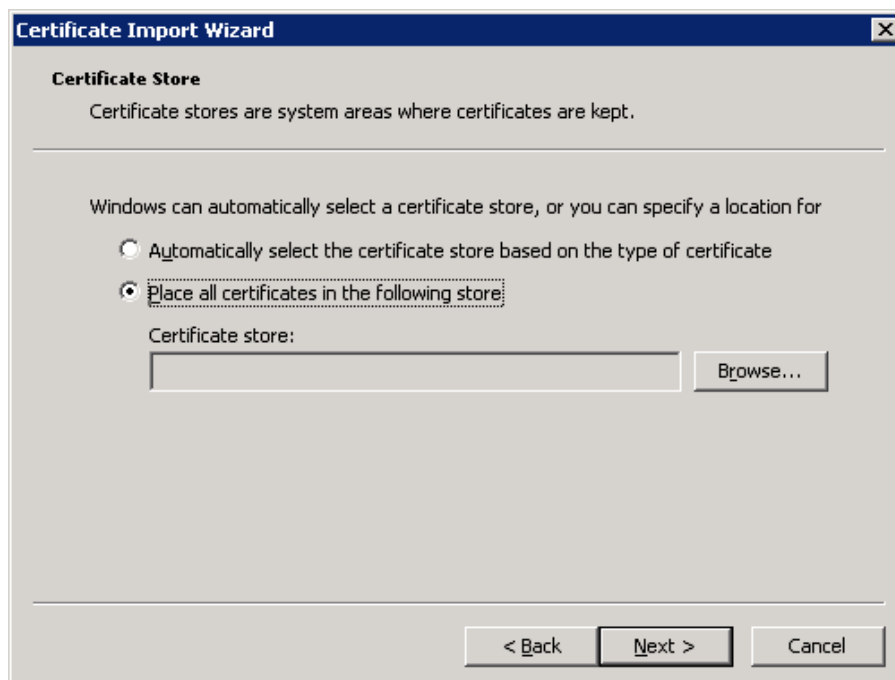 Certificate Import Wizard
Certificate Store
Certificate stores are system areas where certificates are kept.
Windows can automatically select a certificate store, or you can specify a location for
Automatically select the certificate store based on the type of certificate
Place all certificates in the following store
Certificate store:
Browse...
< Back Next > Cancel